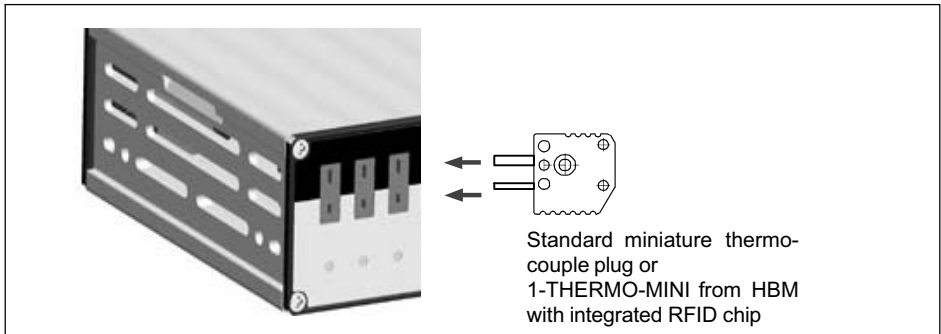 Standard miniature thermo-
couple plug or
1-THERMO-MINI from HBM
with integrated RFID chip